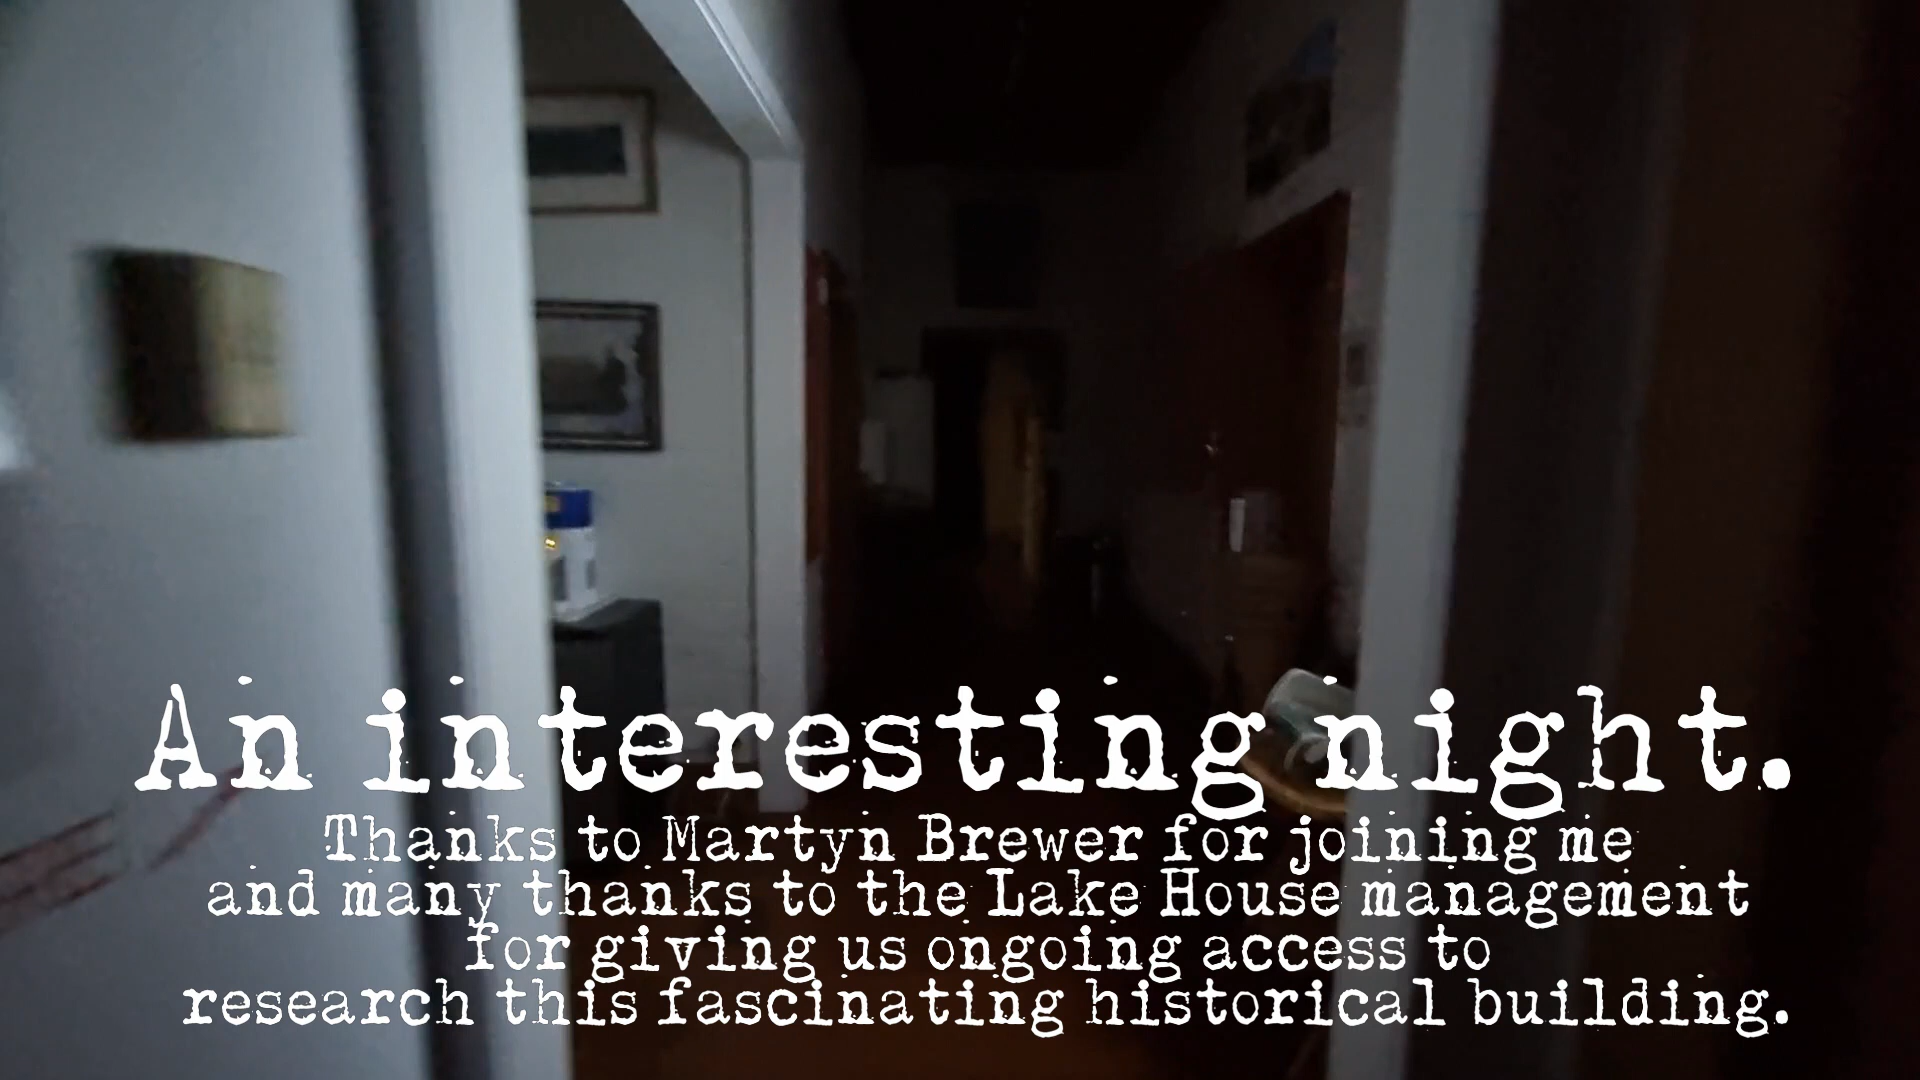 An interesting night.
Thanks to Martyn Brewer for joining me
and many thanks to the Lake House management
for giving us ongoing access to
research this fascinating historical building.